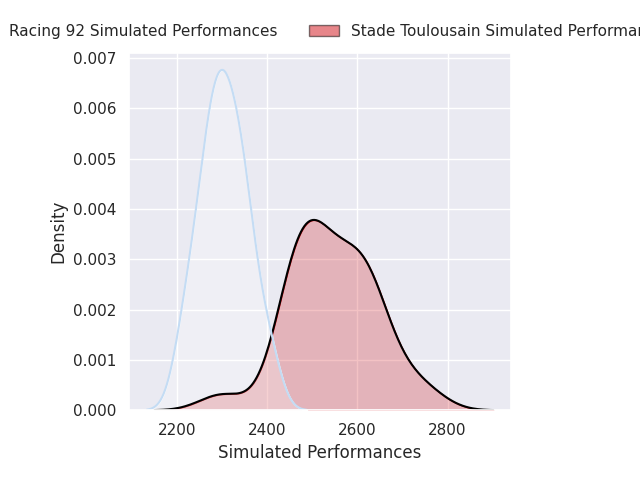 Racing 92 Simulated Performances Stade Toulousain Simulated Performan
0.007
0.006
0.005
0.004
0.003
0.002
0.001
0.000
Density
2200 2400 2600 2800
Simulated Performances